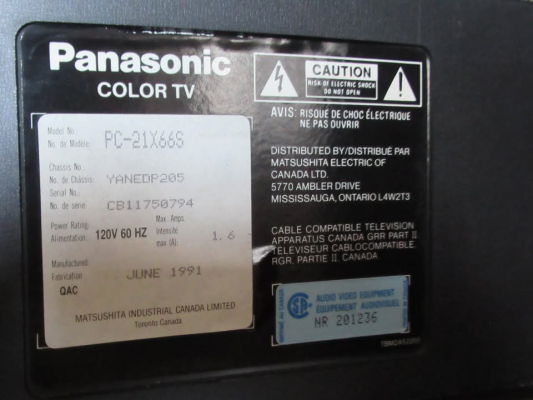 Panasonic
COLOR TV
CAUTION
RISK OF ELECTRIC SHOCK
DO NOT OPEN
AVIS: RISQUE DE CHOC ÉLECTRIQUE
NE PAS OUVRIR
Model No.
No. de Modèle: PC-21X66S
Chassis No.
No. de Châssis: YANEDP205
Serial No.
No. de série: CB11750794
Power Rating: Max. Amps.
Alimentation: 120V 60 HZ Intensité
max (A): 1.6
Manufactured
Fabrication JUNE 1991
QAC
MATSUSHITA INDUSTRIAL CANADA LIMITED
Toronto Canada
DISTRIBUTED BY/DISTRIBUÉ PAR
MATSUSHITA ELECTRIC OF
CANADA LTD.
5770 AMBLER DRIVE
MISSISSAUGA, ONTARIO L4W2T3
CABLE COMPATIBLE TELEVISION
APPARATUS CANADA GRR PART II.
TÉLÉVISEUR CABLOCOMPATIBLE.
RGR. PARTIE II. CANADA
AUDIO VIDEO EQUIPMENT
EQUIPEMENT AUDIOVISUEL
NR 201236